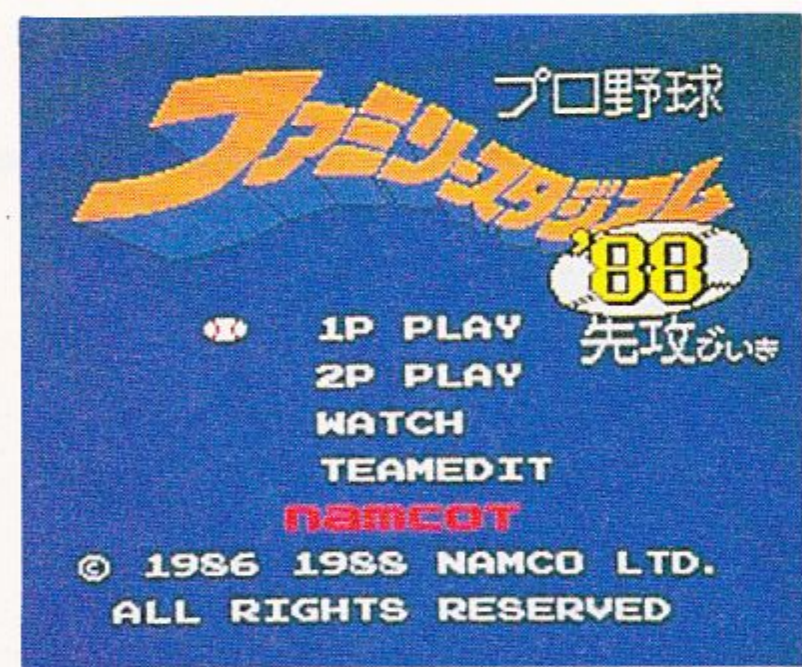 プロ野球
ファミリースタジアム
'88
先攻びいき
1P PLAY
2P PLAY
WATCH
TEAMEDIT
namcot
© 1986 1988 NAMCO LTD.
ALL RIGHTS RESERVED